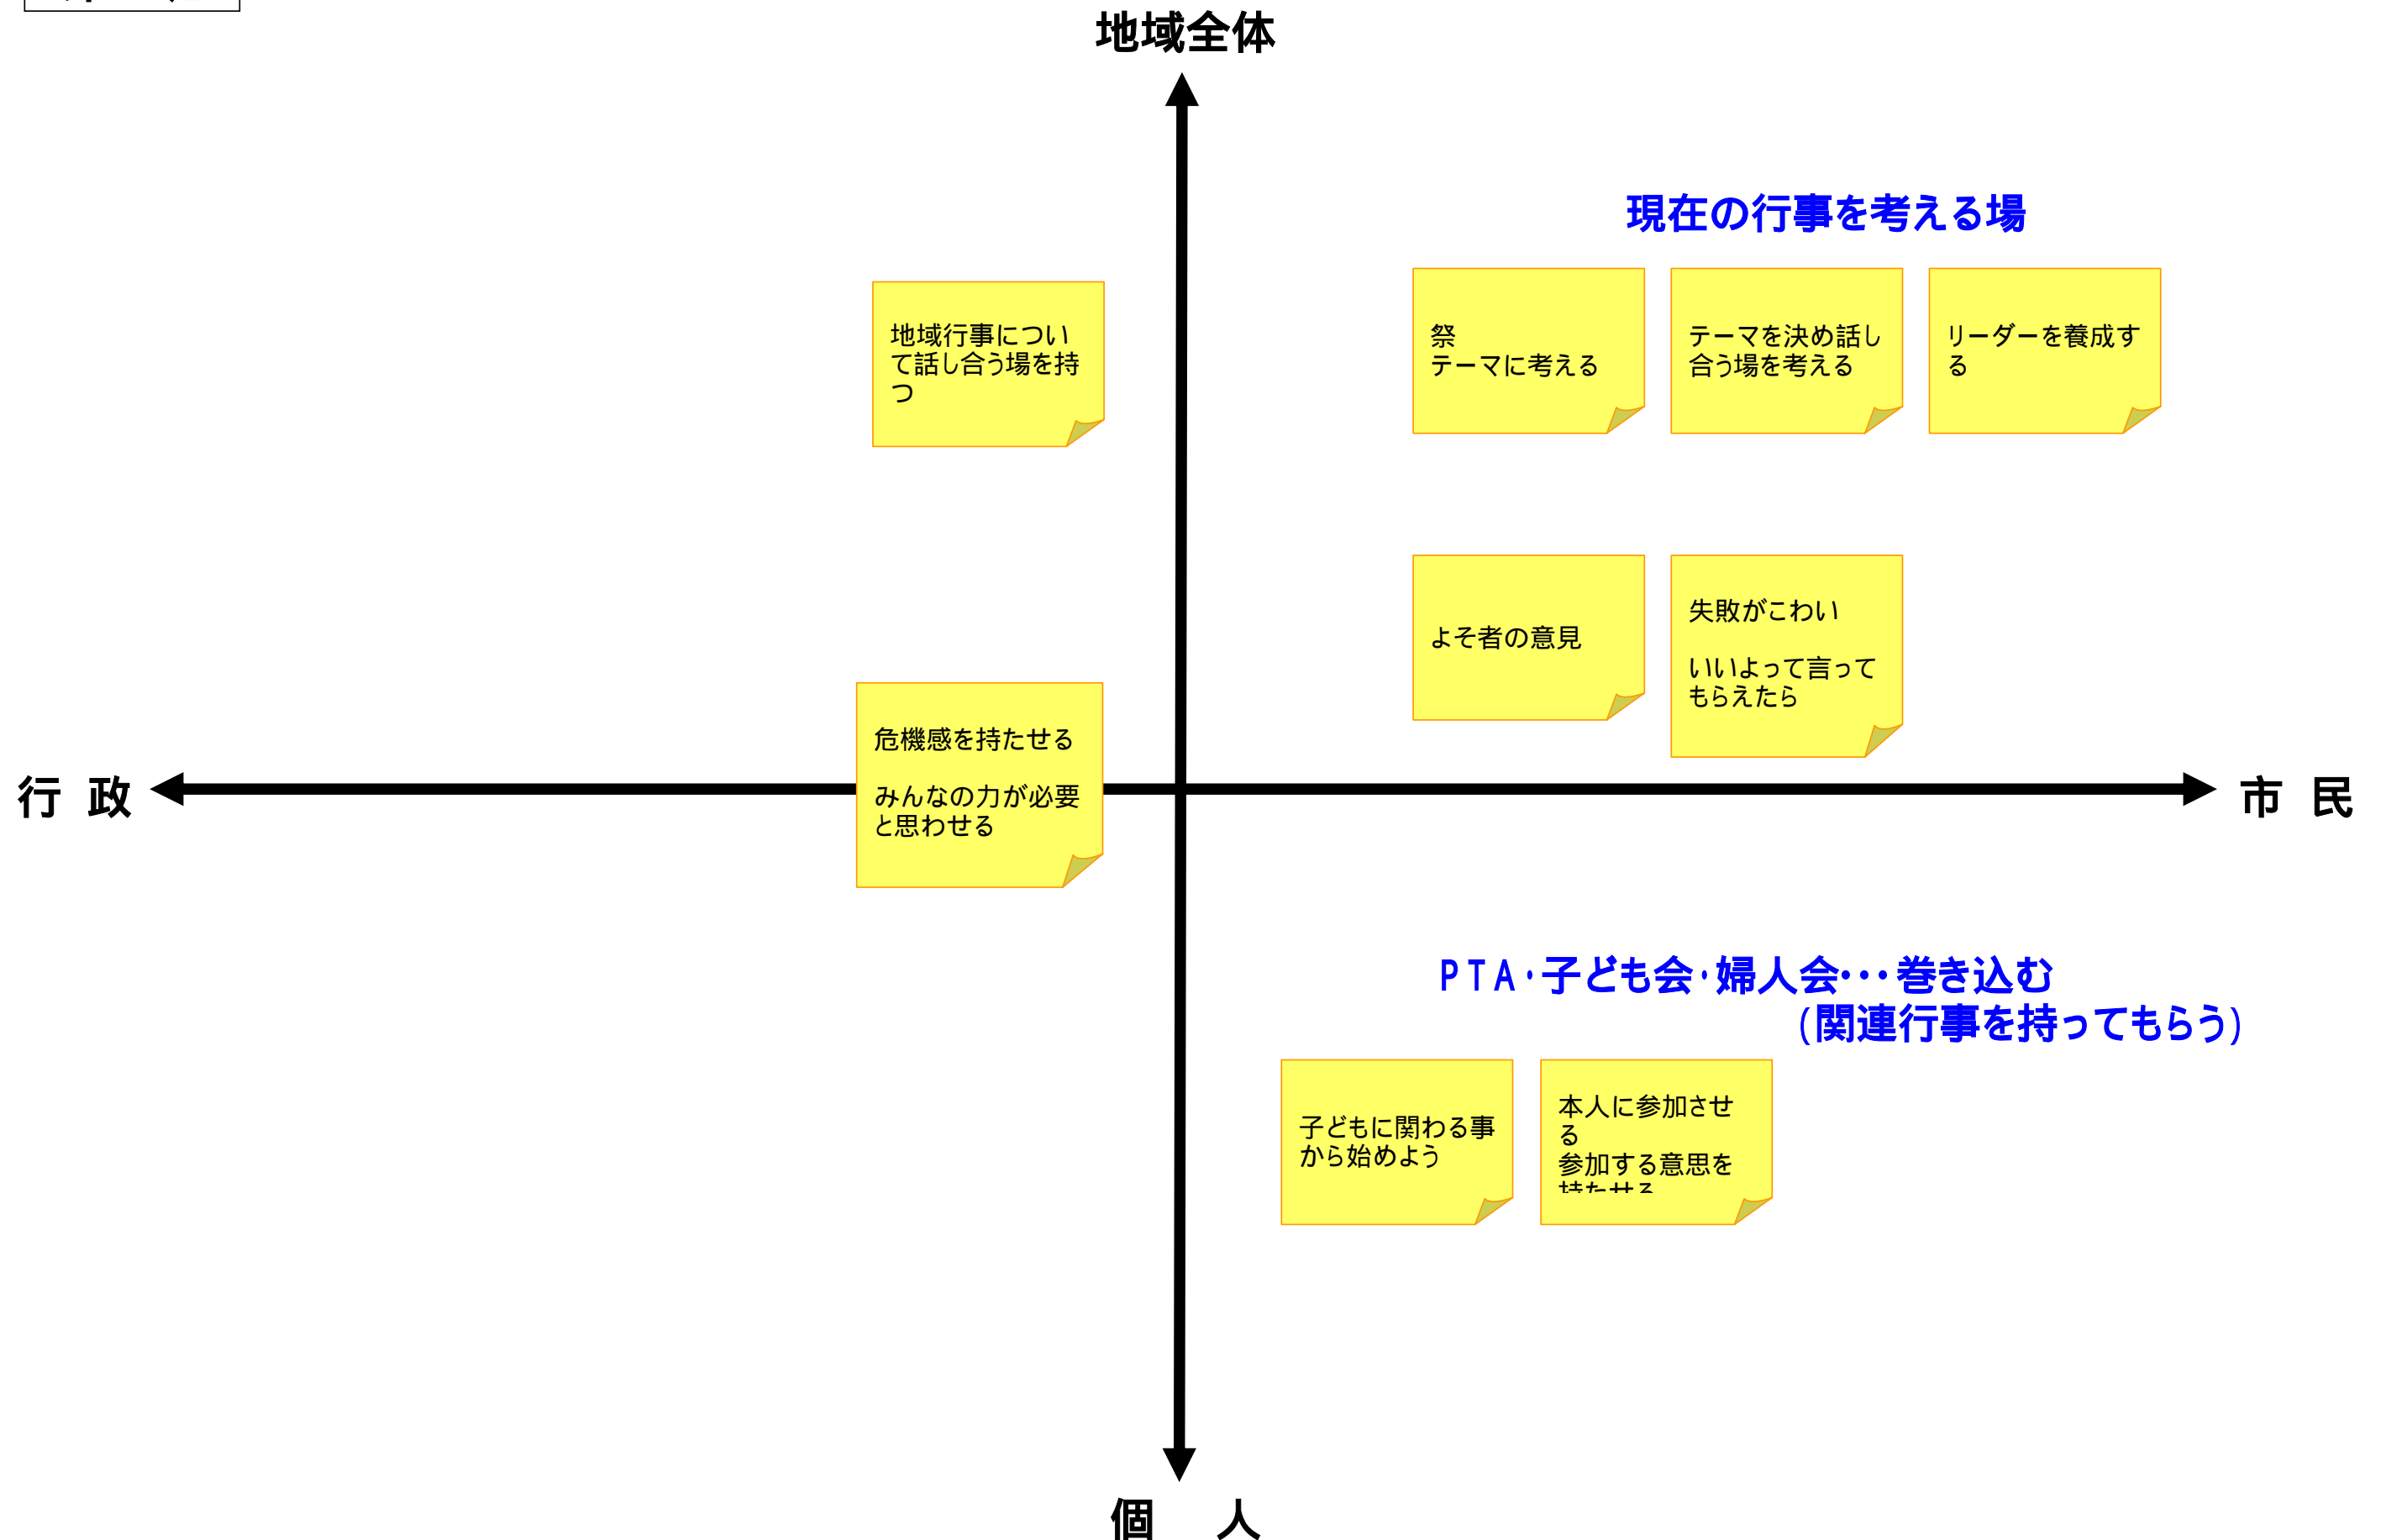 地域全体
現在の行事を考える場
地域行事につい
て話し合う場を持
つ
祭
テーマに考える
テーマを決め話し
合う場を考える
リーダーを養成す
る
よそ者の意見
失敗がこわい
いいよって言って
もらえたら
危機感を持たせる
みんなの力が必要
と思わせる
行 政
市 民
PTA・子ども会・婦人会・・・巻き込む
(関連行事を持ってもらう)
子どもに関わる事
から始めよう
本人に参加させ
る
参加する意思を
持たせる
個 人